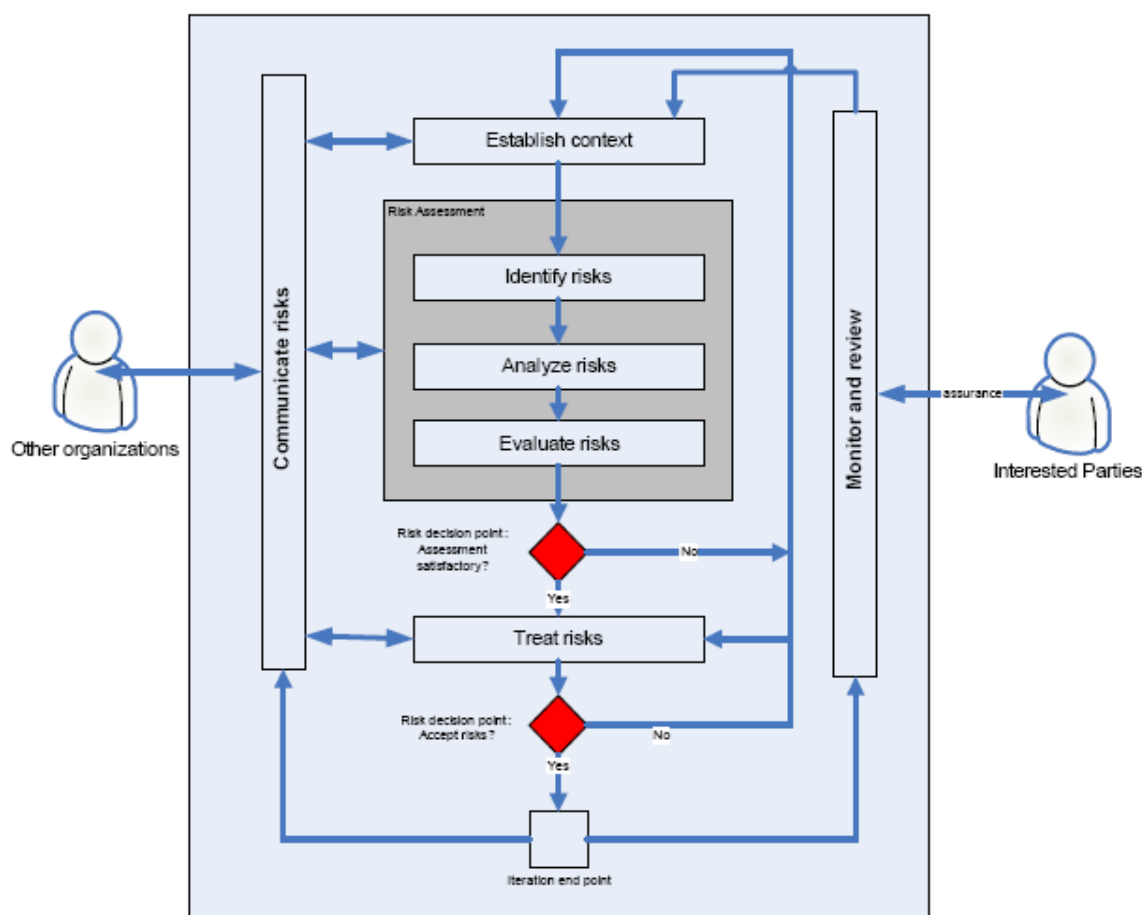 Establish context
Risk Assessment
Identify risks
Analyze risks
Evaluate risks
Communicate risks
Monitor and review
Other organizations
assurance
Interested Parties
Risk decision point :
Assessment
satisfactory?
No
Yes
Treat risks
Risk decision point :
Accept risks?
No
Yes
Iteration end point